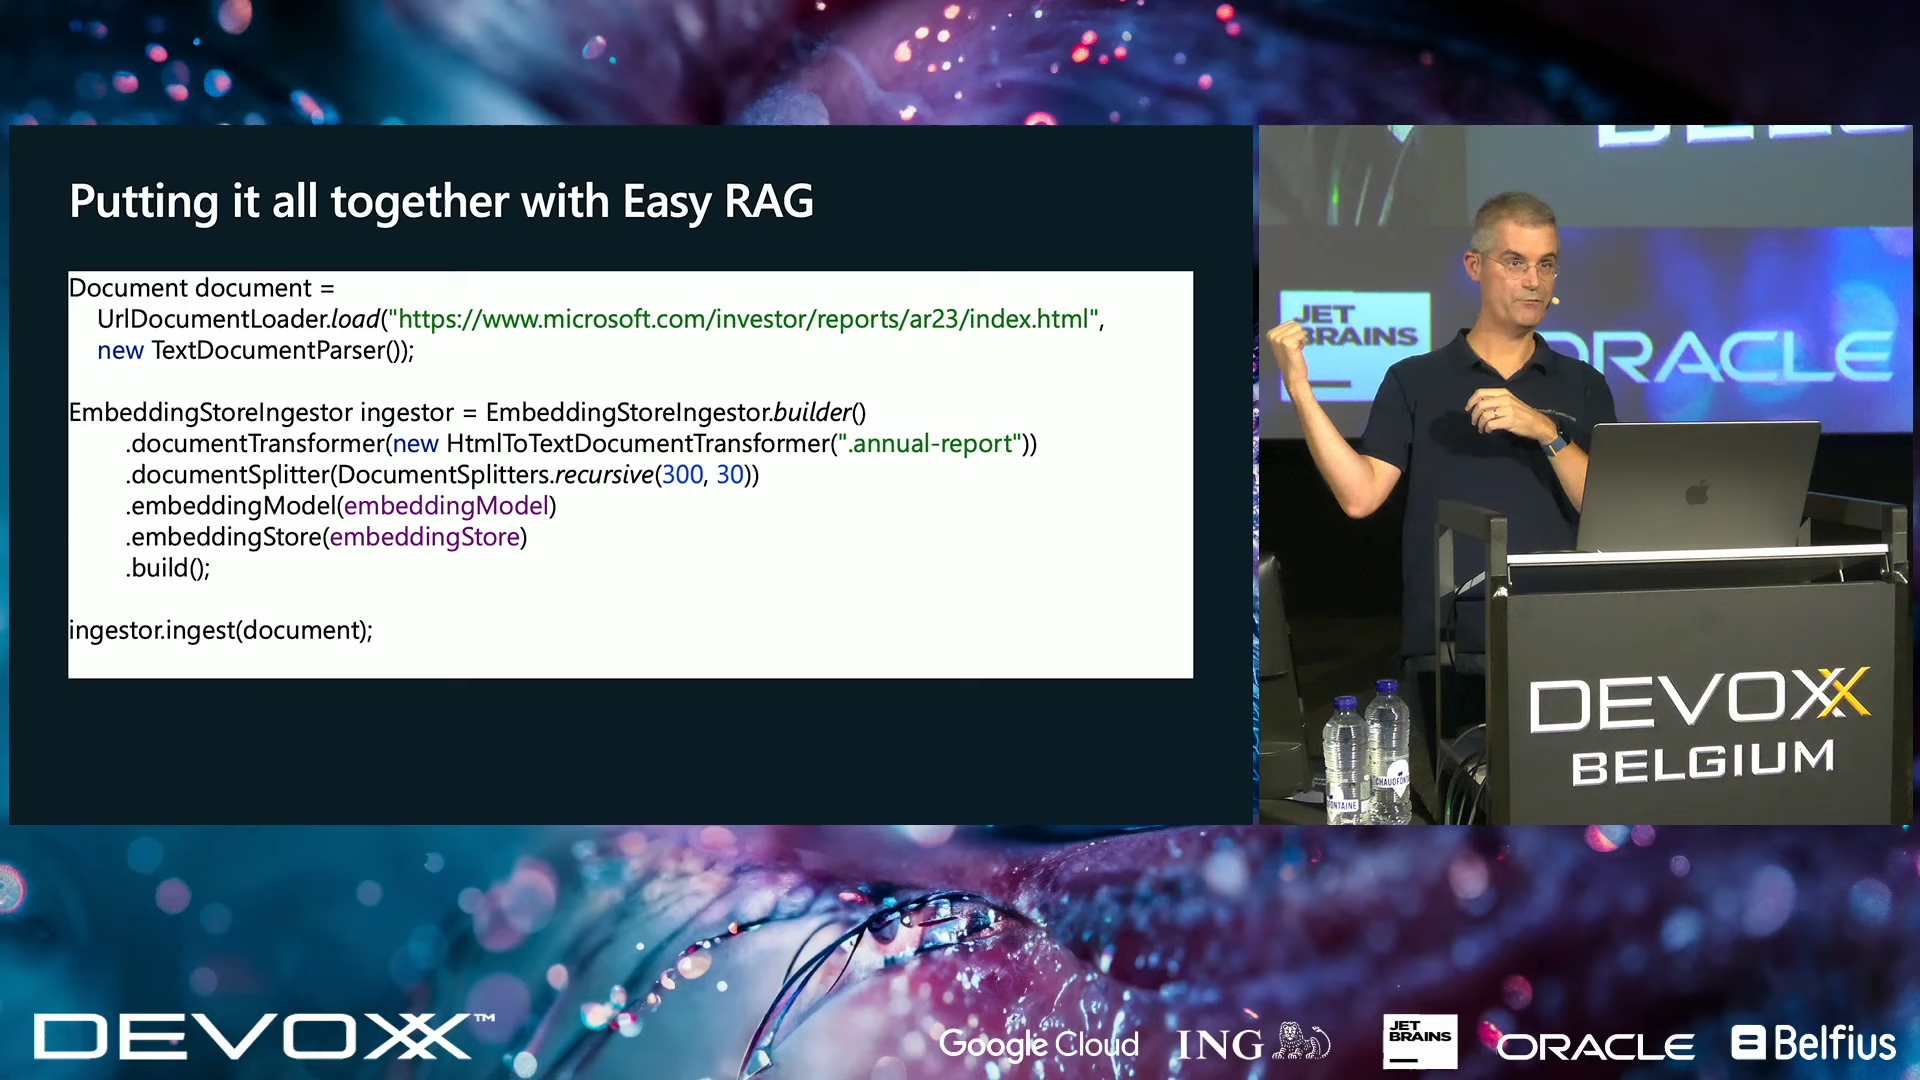 Putting it all together with Easy RAG
Document document =
UrlDocumentLoader.load("https://www.microsoft.com/investor/reports/ar23/index.html",
new TextDocumentParser());
EmbeddingStoreIngestor ingestor = EmbeddingStoreIngestor.builder()
.documentTransformer(new HtmlToTextDocumentTransformer(".annual-report"))
.documentSplitter(DocumentSplitters.recursive(300, 30))
.embeddingModel(embeddingModel)
.embeddingStore(embeddingStore)
.build();
ingestor.ingest(document);
JET
BRAINS
ORACLE
DEVOXX
BELGIUM
DEVOXX™
Google Cloud
ING
JET
BRAINS
ORACLE
Belfius